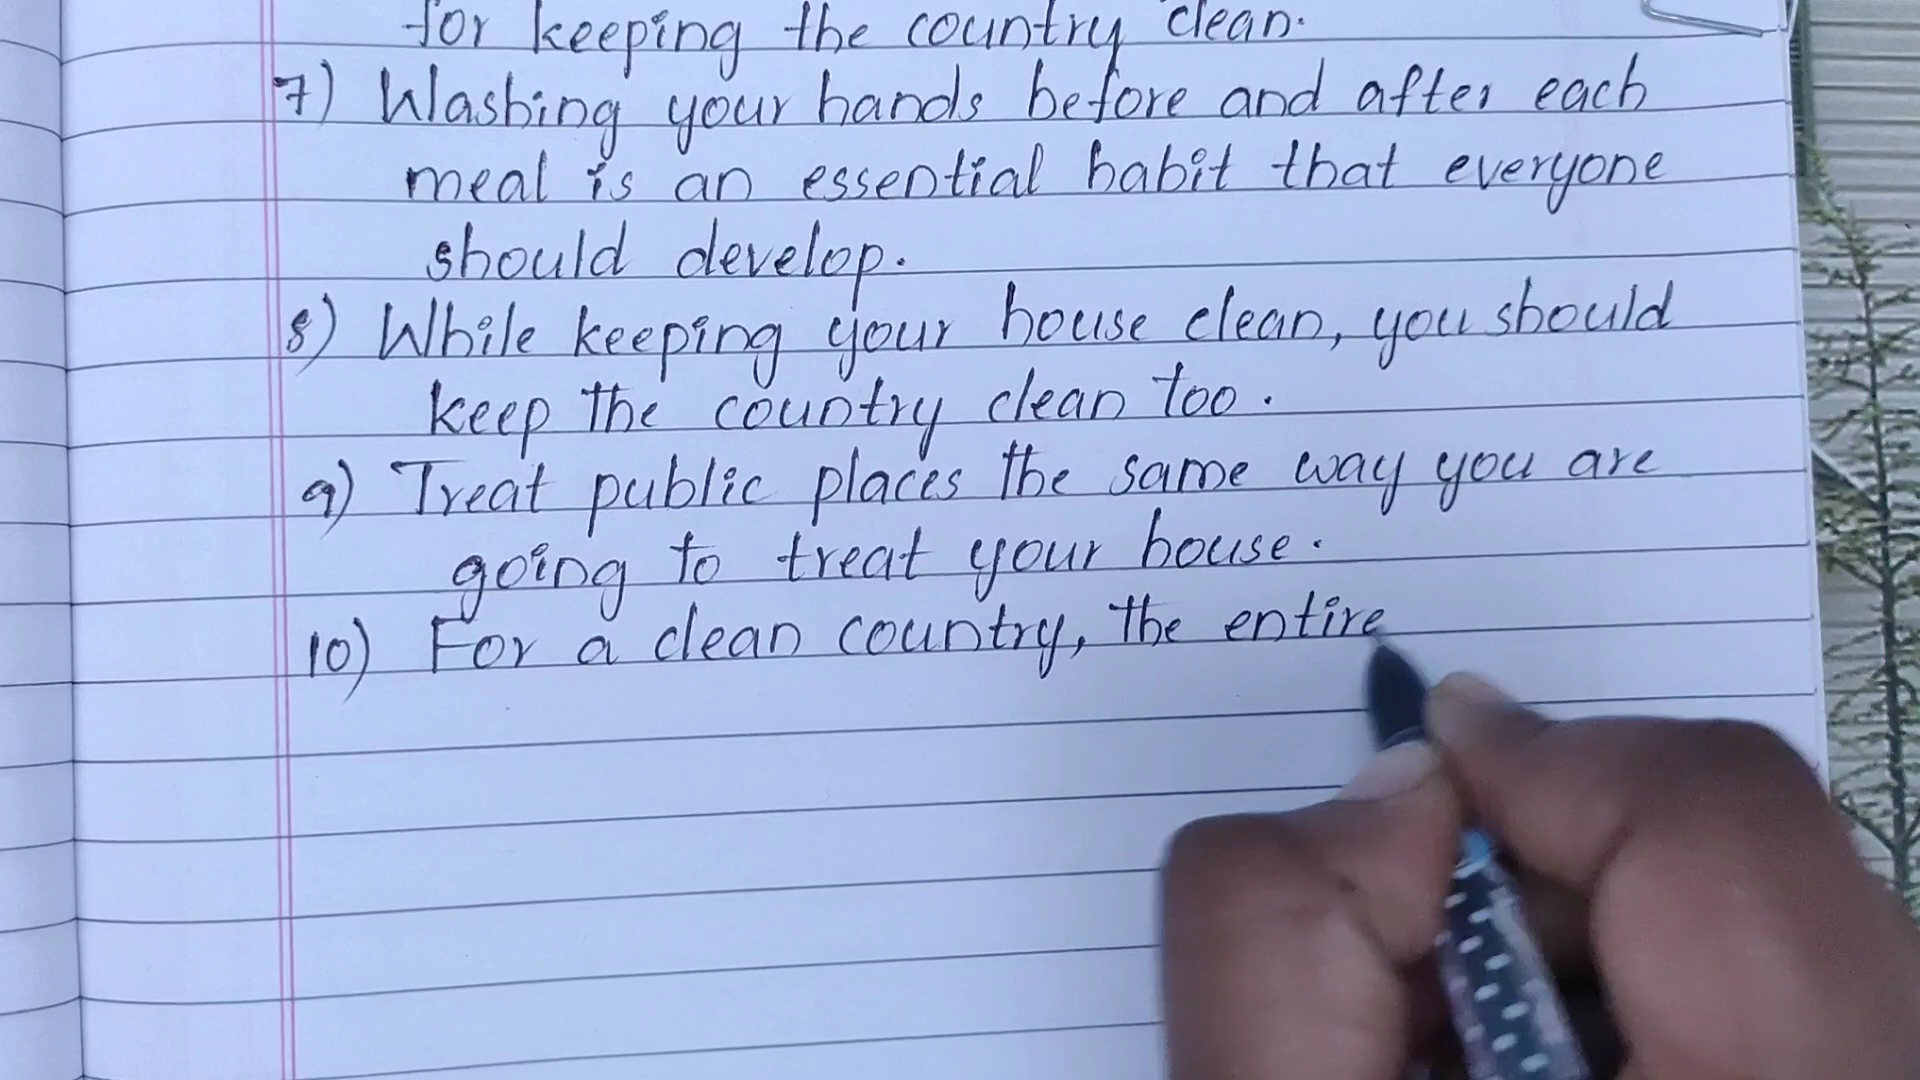 for keeping the country clean.
7) Washing your hands before and after each
meal is an essential habit that everyone
should develop.
8) While keeping your house clean, you should
keep the country clean too.
9) Treat public places the same way you are
going to treat your house.
10) For a clean country, the entire